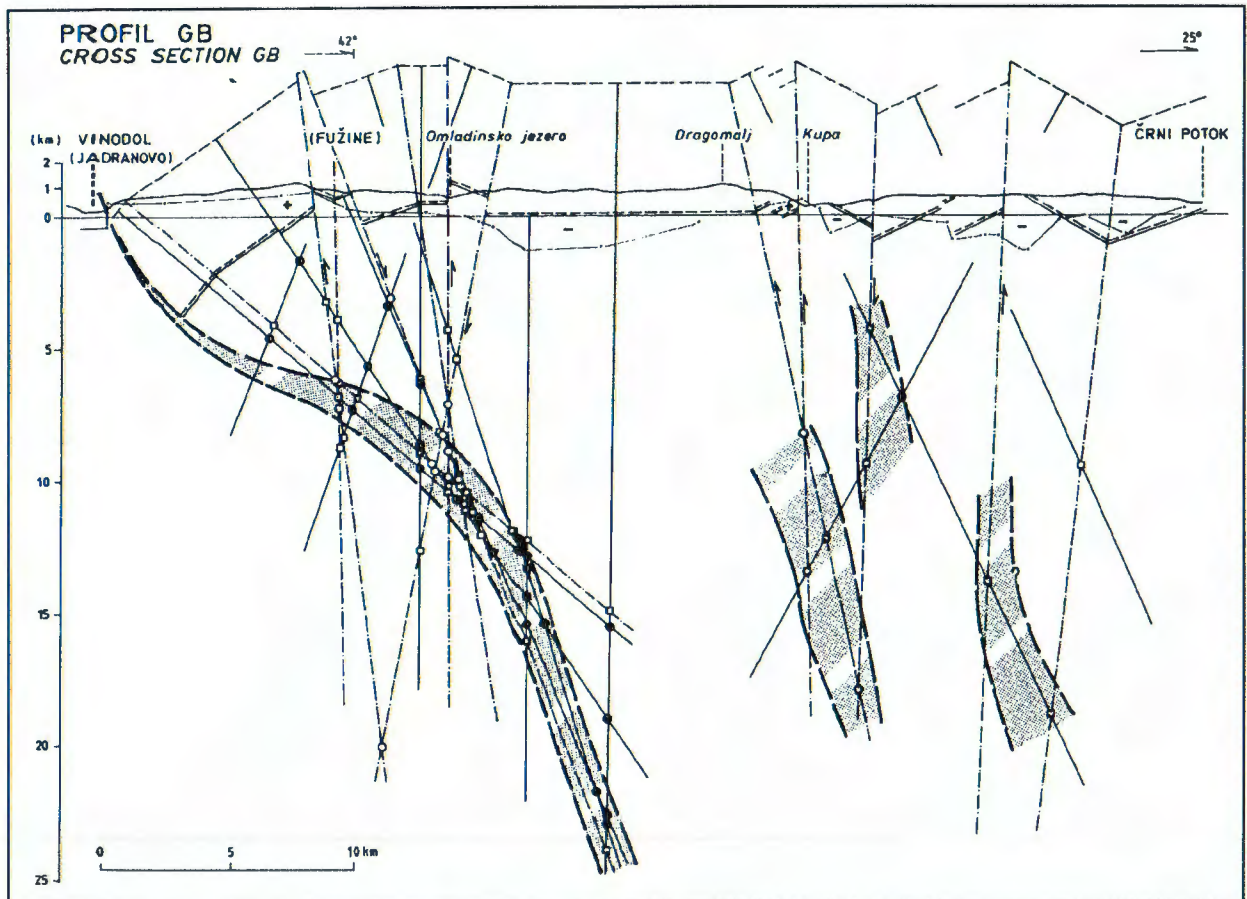 PROFIL GB
CROSS SECTION GB
42°
25°
(km)
VINODOL
(JADRANOVO)
(FUŽINE)
Omladinsko jezero
Dragomalj
Kupa
ČRNI POTOK
2
1
0
+
-
-
-
-
5
10
?
15
20
0
5
10 km
25